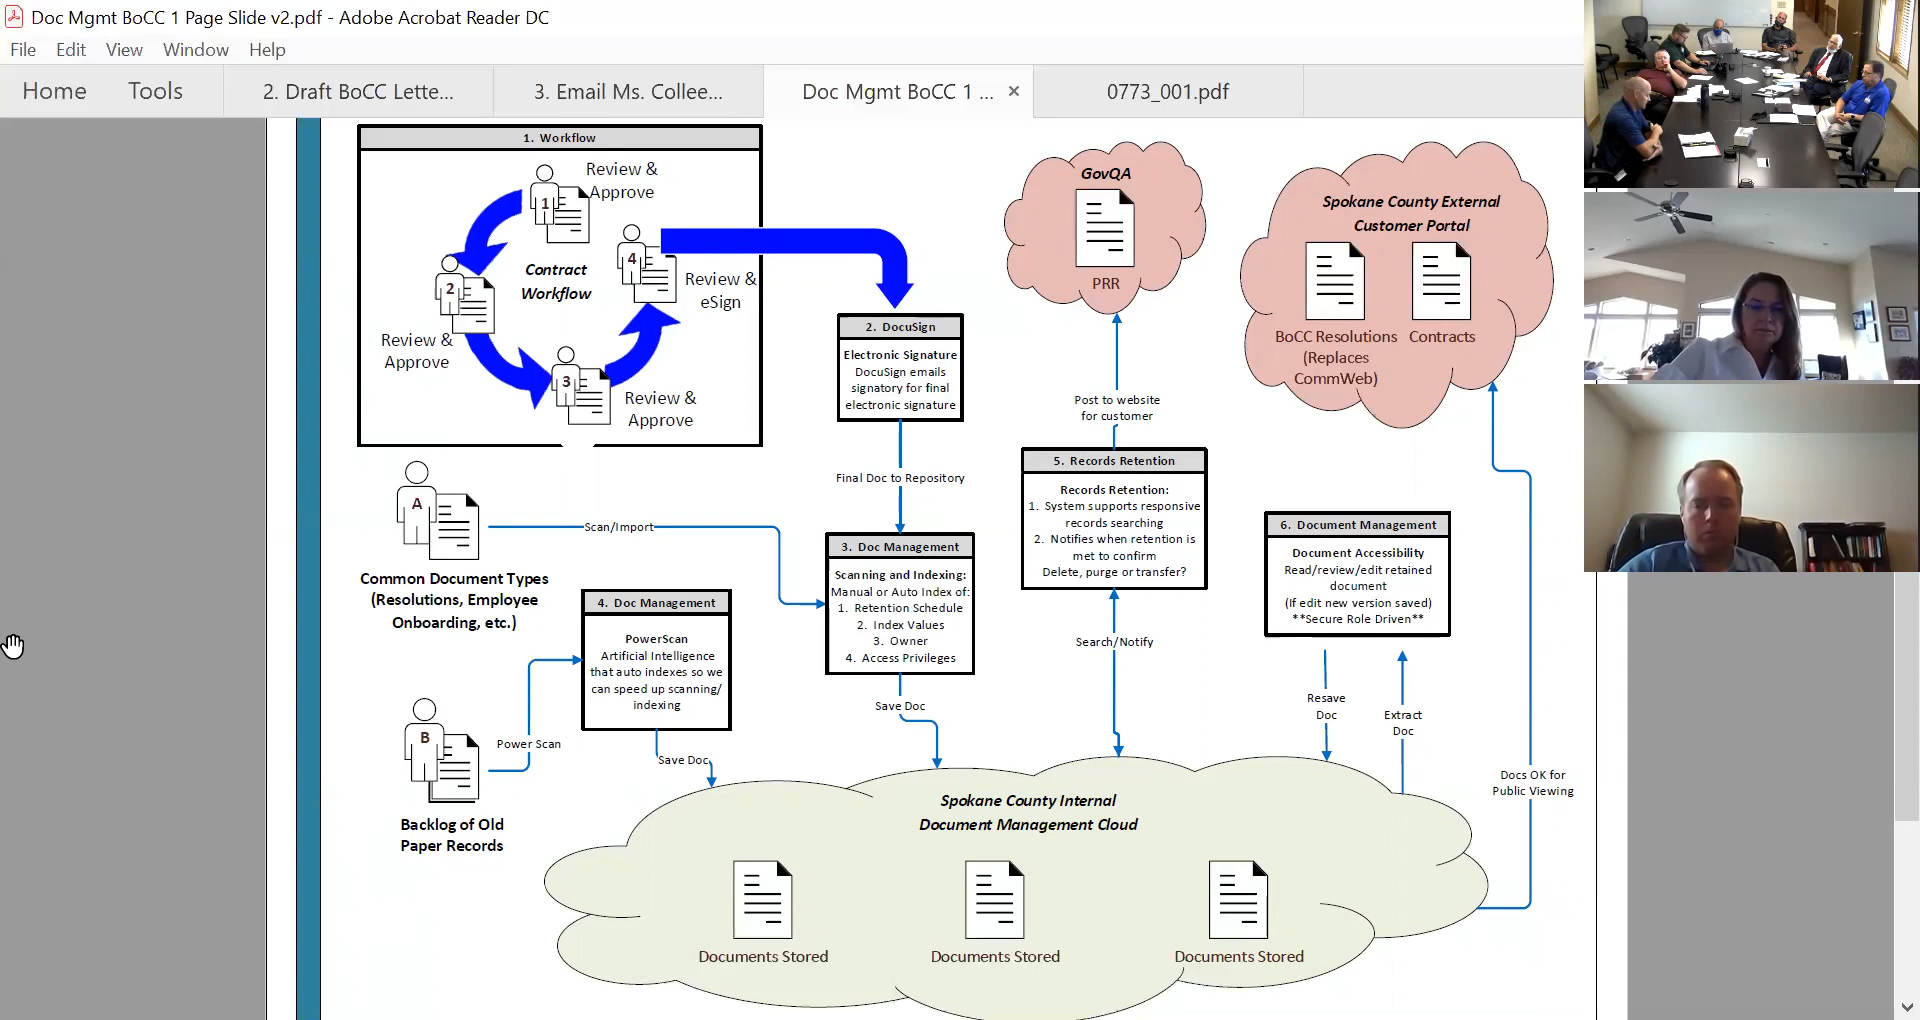 Doc Mgmt BoCC 1 Page Slide v2.pdf - Adobe Acrobat Reader DC
File Edit View Window Help
Home Tools 2. Draft BoCC Lette... 3. Email Ms. Collee... Doc Mgmt BoCC 1 ... × 0773_001.pdf
1. Workflow
Review &
Approve
1
Contract
Workflow
2
Review &
Approve
3
Review &
Approve
4
Review &
eSign
2. DocuSign
Electronic Signature
DocuSign emails
signatory for final
electronic signature
Final Doc to Repository
GovQA
PRR
Post to website
for customer
Spokane County External
Customer Portal
BoCC Resolutions
(Replaces
CommWeb)
Contracts
A
Scan/Import
Common Document Types
(Resolutions, Employee
Onboarding, etc.)
3. Doc Management
Scanning and Indexing:
Manual or Auto Index of:
1. Retention Schedule
2. Index Values
3. Owner
4. Access Privileges
Save Doc
5. Records Retention
Records Retention:
1. System supports responsive
records searching
2. Notifies when retention is
met to confirm
Delete, purge or transfer?
Search/Notify
6. Document Management
Document Accessibility
Read/review/edit retained
document
(If edit new version saved)
**Secure Role Driven**
Resave
Doc
Extract
Doc
4. Doc Management
PowerScan
Artificial Intelligence
that auto indexes so we
can speed up scanning/
indexing
Save Doc
B
Power Scan
Backlog of Old
Paper Records
Docs OK for
Public Viewing
Spokane County Internal
Document Management Cloud
Documents Stored
Documents Stored
Documents Stored